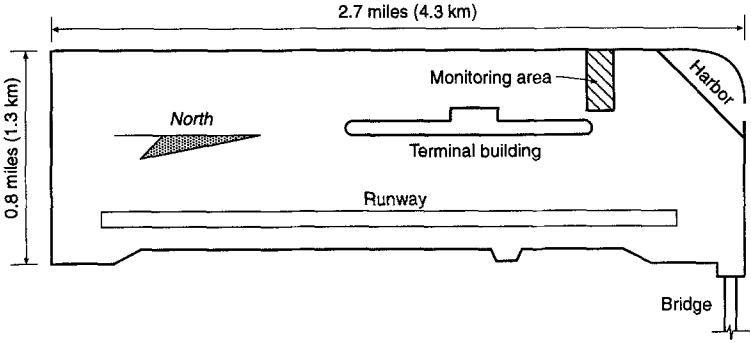 2.7 miles (4.3 km)
Monitoring area
Harbor
North
0.8 miles (1.3 km)
Terminal building
Runway
Bridge